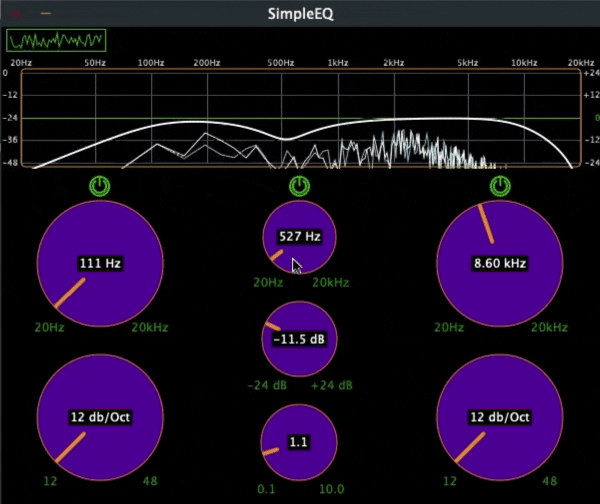 SimpleEQ
20Hz 50Hz 100Hz 200Hz 500Hz 1kHz 2kHz 5kHz 10kHz 20kHz
0 +24
-12 +12
-24 0
-36 -12
-48 -24
111 Hz 527 Hz 8.60 kHz
20Hz 20kHz 20Hz 20kHz 20Hz 20kHz
-11.5 dB
-24 dB +24 dB
12 db/Oct 1.1 12 db/Oct
12 48 0.1 10.0 12 48